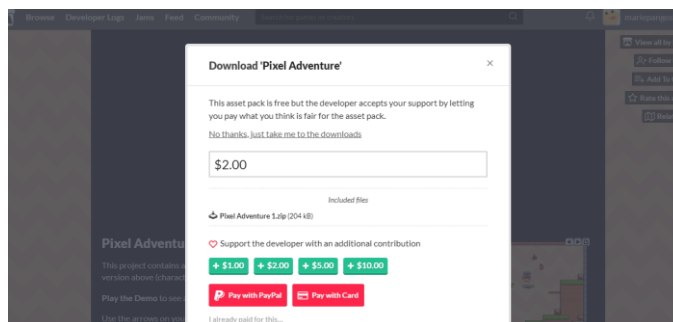 Browse Developer Logs Jams Feed Community
View all by
Follow
Add To
Rate this
Rela
Download 'Pixel Adventure'
×
This asset pack is free but the developer accepts your support by letting
you pay what you think is fair for the asset pack.
No thanks, just take me to the downloads
$2.00
Included files
Pixel Adventure 1.zip (204 kB)
Support the developer with an additional contribution
+ $1.00 + $2.00 + $5.00 + $10.00
Pay with PayPal Pay with Card
I already paid for this...
Pixel Adventu
This project contains a
version above (charact
Play the Demo to see
Use the arrows on you